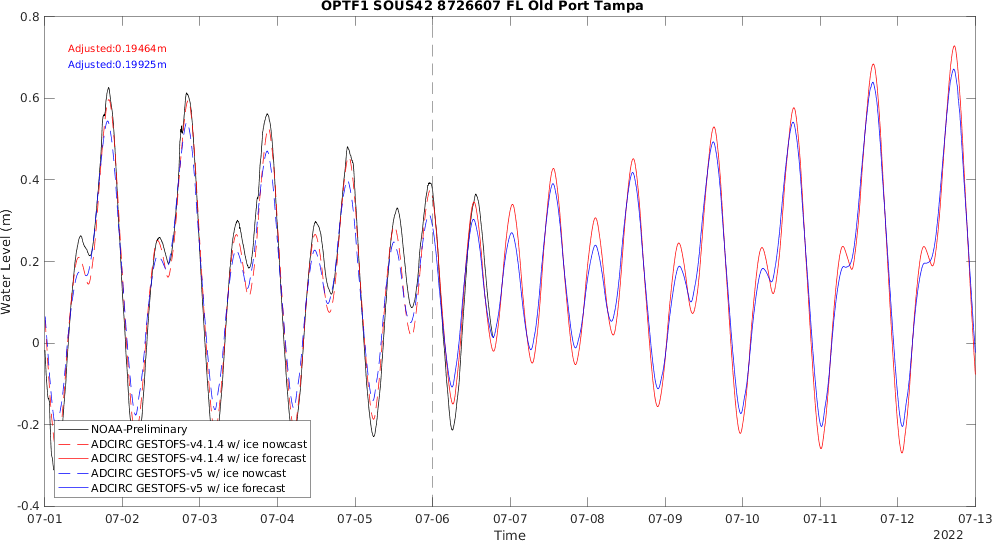 OPTF1 SOUS42 8726607 FL Old Port Tampa
Adjusted:0.19464m
Adjusted:0.19925m
0.8
0.6
0.4
0.2
0
-0.2
-0.4
Water Level (m)
NOAA-Preliminary
ADCIRC GESTOFS-v4.1.4 w/ ice nowcast
ADCIRC GESTOFS-v4.1.4 w/ ice forecast
ADCIRC GESTOFS-v5 w/ ice nowcast
ADCIRC GESTOFS-v5 w/ ice forecast
07-01 07-02 07-03 07-04 07-05 07-06 07-07 07-08 07-09 07-10 07-11 07-12 07-13
Time
2022